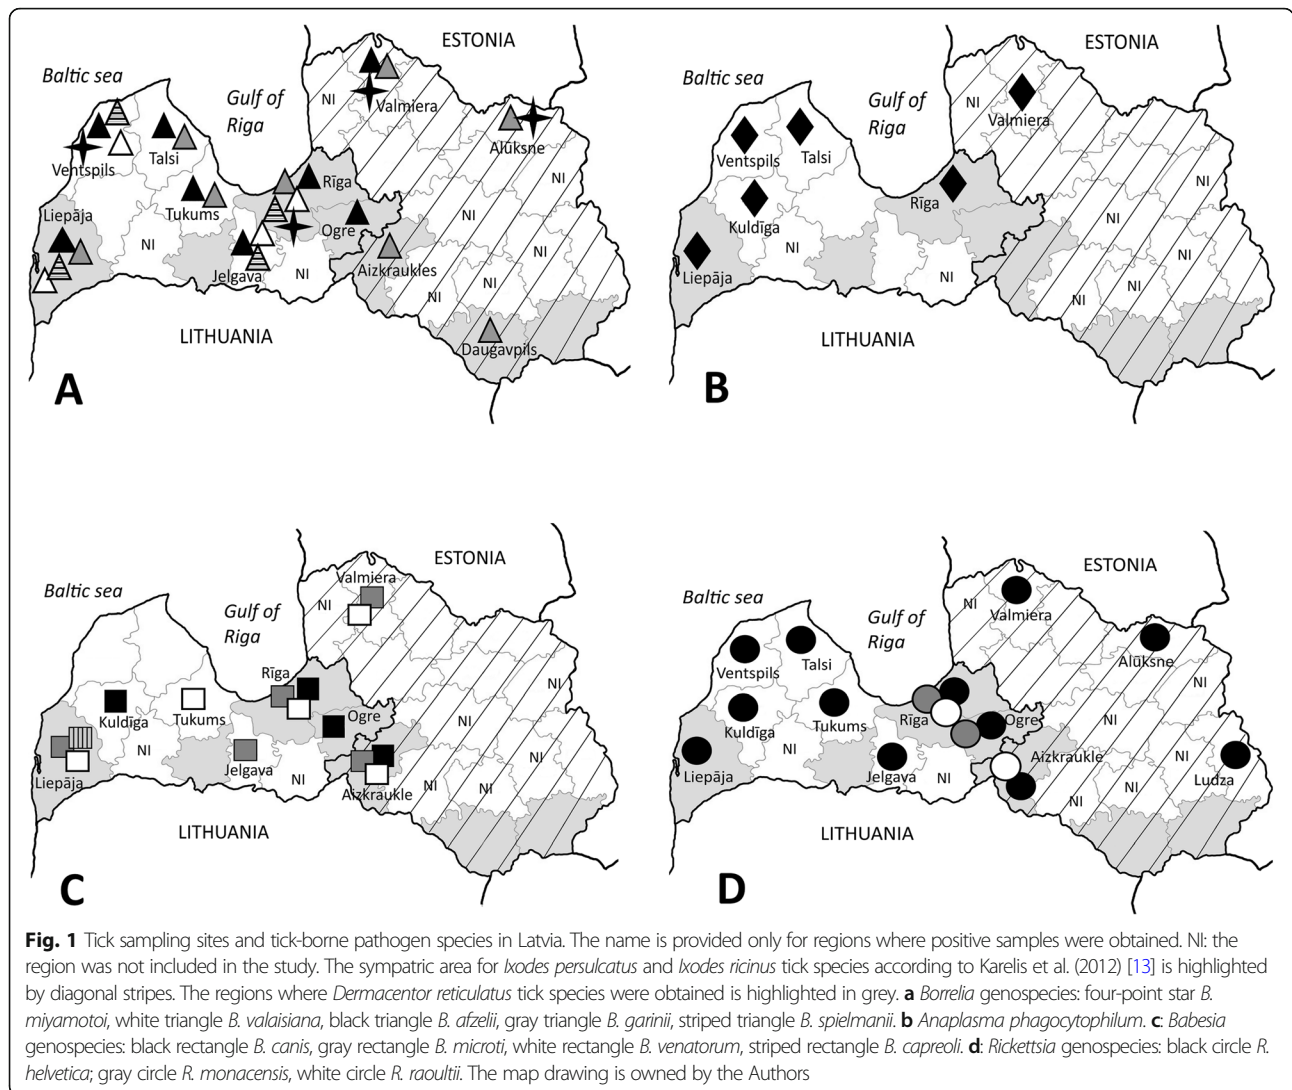 ESTONIA
Baltic sea
Gulf of
Riga
NI
Valmiera
Alūksne
Ventspils
Talsi
Rīga
NI
Liepāja
Tukums
NI
Ogre
NI
NI
Jelgava
NI
Aizkraukles
NI
NI
LITHUANIA
Daugavpils
A
ESTONIA
Baltic sea
Gulf of
Riga
NI
Valmiera
Ventspils
Talsi
NI
Rīga
Kuldīga
NI
NI
NI
Liepāja
NI
NI
NI
LITHUANIA
B
ESTONIA
Valmiera
Baltic sea
Gulf of
Riga
NI
Rīga
NI
Kuldīga
Tukums
Ogre
NI
NI
NI
Jelgava
Liepāja
NI
Aizkraukle
NI
NI
LITHUANIA
C
ESTONIA
Baltic sea
Gulf of
Riga
NI
Valmiera
Alūksne
Ventspils
Talsi
Rīga
Ogre
Kuldīga
Tukums
NI
NI
Aizkraukle
Liepāja
Jelgava
NI
Ludza
NI
NI
LITHUANIA
D
Fig. 1 Tick sampling sites and tick-borne pathogen species in Latvia. The name is provided only for regions where positive samples were obtained. NI: the
region was not included in the study. The sympatric area for Ixodes persulcatus and Ixodes ricinus tick species according to Karelis et al. (2012) [13] is highlighted
by diagonal stripes. The regions where Dermacentor reticulatus tick species were obtained is highlighted in grey. a Borrelia genospecies: four-point star B.
miyamotoi, white triangle B. valaisiana, black triangle B. afzelii, gray triangle B. garinii, striped triangle B. spielmanii. b Anaplasma phagocytophilum. c: Babesia
genospecies: black rectangle B. canis, gray rectangle B. microti, white rectangle B. venatorum, striped rectangle B. capreoli. d: Rickettsia genospecies: black circle R.
helvetica; gray circle R. monacensis, white circle R. raoultii. The map drawing is owned by the Authors